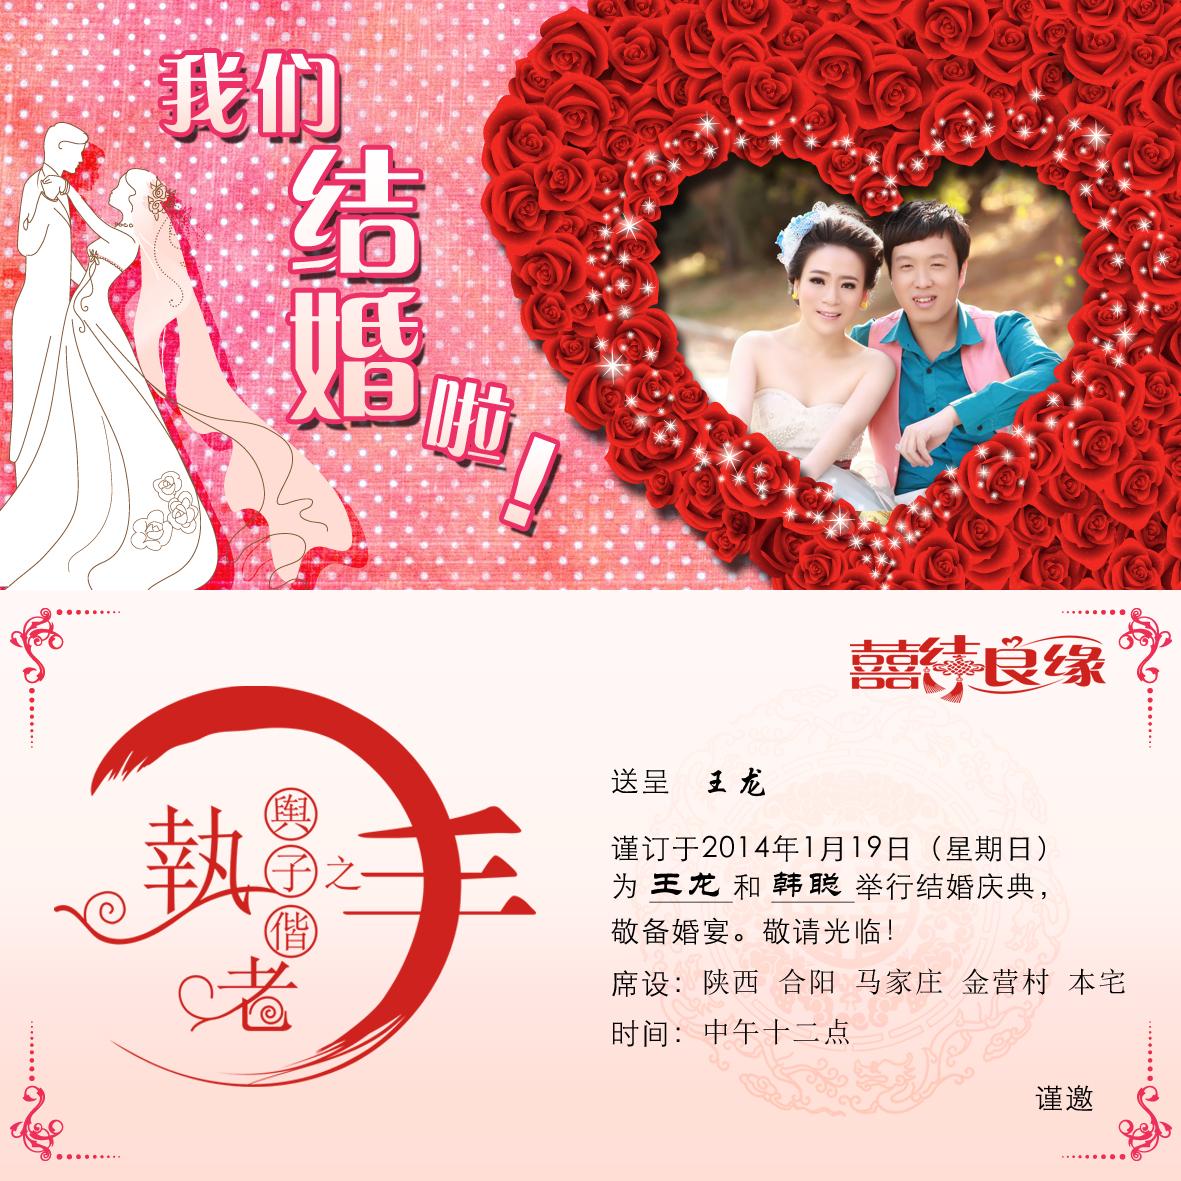 我们
结
婚
啦！
囍结良缘
執子之手
與子偕老
送呈 王龙
谨订于2014年1月19日（星期日）
为 王龙 和 韩聪 举行结婚庆典，
敬备婚宴。敬请光临！
席设：陕西 合阳 马家庄 金营村 本宅
时间：中午十二点
谨邀